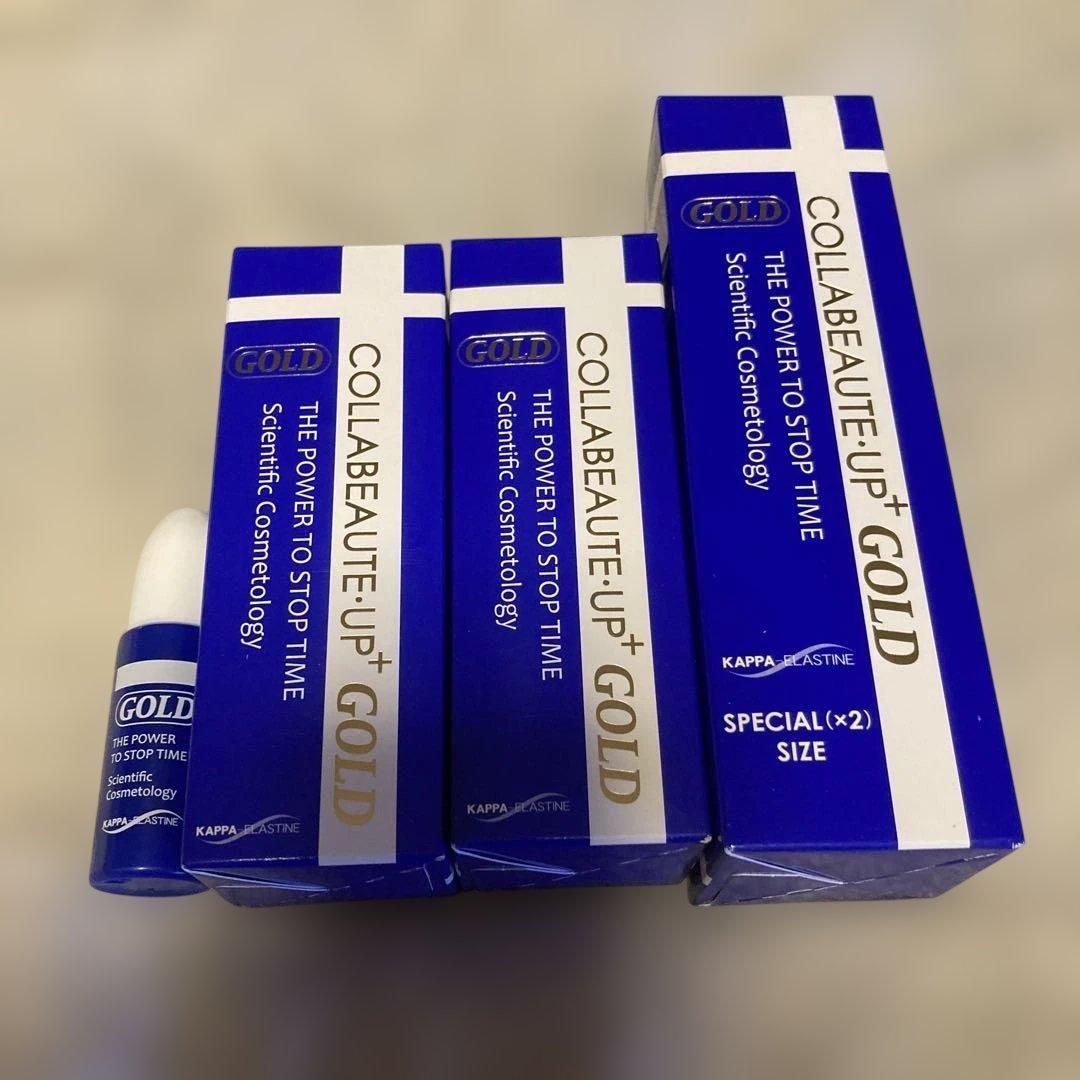 GOLD
THE POWER
TO STOP TIME
Scientific
Cosmetology
KAPPA-ELASTINE
GOLD
COLLABEAUTE·UP⁺ GOLD
THE POWER TO STOP TIME
Scientific Cosmetology
KAPPA-ELASTINE
GOLD
COLLABEAUTE·UP⁺ GOLD
THE POWER TO STOP TIME
Scientific Cosmetology
KAPPA-ELASTINE
GOLD
COLLABEAUTE·UP⁺ GOLD
THE POWER TO STOP TIME
Scientific Cosmetology
KAPPA-ELASTINE
SPECIAL(×2)
SIZE